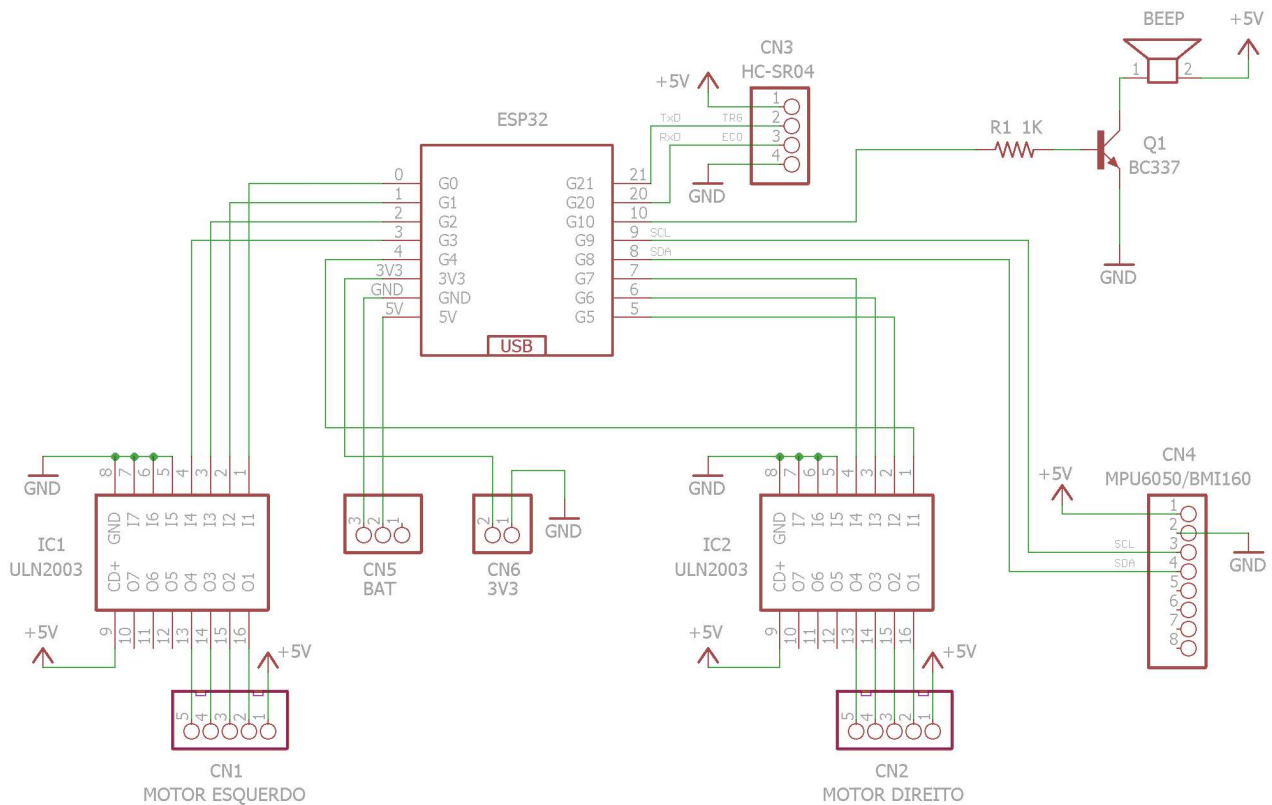 BEEP
+5V
1 2
CN3
HC-SR04
+5V
1
TxD TRG 2
RxD ECO 3
4
GND
ESP32
R1 1K
Q1
BC337
GND
0 G0 G21 21
1 G1 G20 20
2 G2 G10 10
3 G3 G9 9 SCL
4 G4 G8 8 SDA
3V3 3V3 G7 7
GND GND G6 6
5V 5V G5 5
USB
GND
8 7 6 5 4 3 2 1
GND I7 I6 I5 I4 I3 I2 I1
IC1
ULN2003
CD+ O7 O6 O5 O4 O3 O2 O1
9 10 11 12 13 14 15 16
+5V
+5V
5 4 3 2 1
CN1
MOTOR ESQUERDO
3 2 1
CN5
BAT
2 1
CN6
3V3
GND
GND
8 7 6 5 4 3 2 1
GND I7 I6 I5 I4 I3 I2 I1
IC2
ULN2003
CD+ O7 O6 O5 O4 O3 O2 O1
9 10 11 12 13 14 15 16
+5V
+5V
5 4 3 2 1
CN2
MOTOR DIREITO
CN4
MPU6050/BMI160
+5V
1
2
SCL 3
SDA 4
5
6
7
8
GND